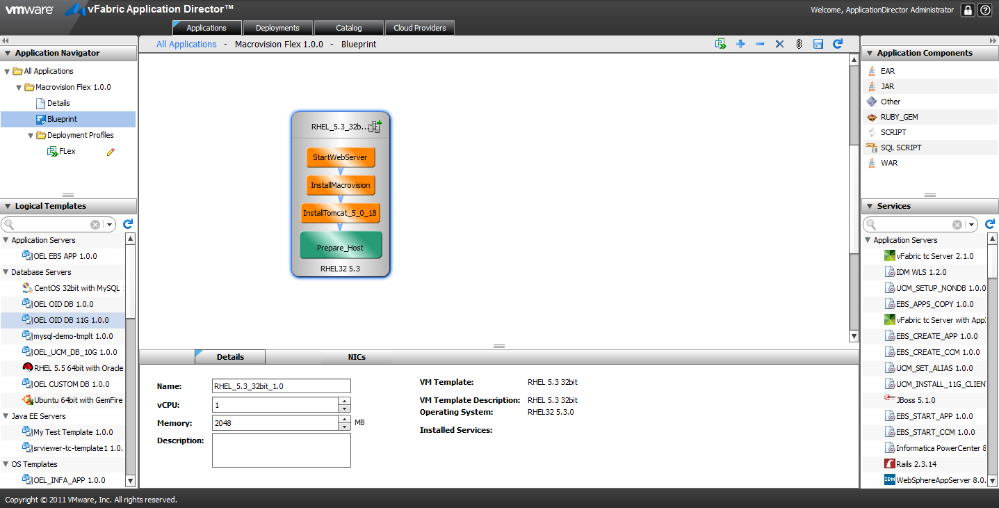 vmware vFabric Application Director™
Welcome, ApplicationDirector Administrator
Applications
Deployments
Catalog
Cloud Providers
Application Navigator
All Applications
Macrovision Flex 1.0.0
Details
Blueprint
Deployment Profiles
FLex
Logical Templates
Application Servers
OEL EBS APP 1.0.0
Database Servers
CentOS 32bit with MySQL
OEL OID DB 1.0.0
OEL OID DB 11G 1.0.0
mysql-demo-tmplt 1.0.0
OEL_UCM_DB_10G 1.0.0
RHEL 5.5 64bit with Oracle
OEL CUSTOM DB 1.0.0
Ubuntu 64bit with GemFire
Java EE Servers
My Test Template 1.0.0
srviewer-tc-template1 1.0.
OS Templates
OEL_INFA_APP 1.0.0
All Applications - Macrovision Flex 1.0.0 - Blueprint
RHEL_5.3_32b...
StartWebServer
InstallMacrovision
InstallTomcat_5_0_18
Prepare_Host
RHEL32 5.3
Details
NICs
Name: RHEL_5.3_32bit_1.0
vCPU: 1
Memory: 2048 MB
Description:
VM Template: RHEL 5.3 32bit
VM Template Description: RHEL 5.3 32bit
Operating System: RHEL32 5.3.0
Installed Services:
Application Components
EAR
JAR
Other
RUBY_GEM
SCRIPT
SQL SCRIPT
WAR
Services
Application Servers
vFabric tc Server 2.1.0
IDM WLS 1.2.0
UCM_SETUP_NONDB 1.0.0
EBS_APPS_COPY 1.0.0
vFabric tc Server with Appl
EBS_CREATE_APP 1.0.0
EBS_CREATE_CCM 1.0.0
UCM_SET_ALIAS 1.0.0
UCM_INSTALL_11G_CLIEN
JBoss 5.1.0
EBS_START_APP 1.0.0
EBS_START_CCM 1.0.0
Informatica PowerCenter 8
Rails 2.3.14
IBM WebSphereAppServer 8.0.
Copyright © 2011 VMware, Inc. All rights reserved.